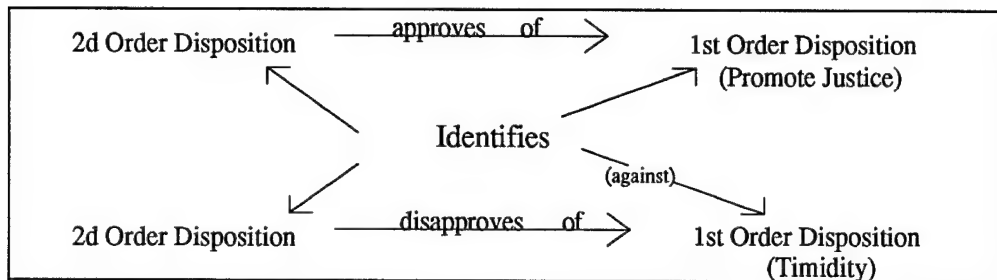 2d Order Disposition approves of 1st Order Disposition
(Promote Justice)
Identifies
(against)
2d Order Disposition disapproves of 1st Order Disposition
(Timidity)